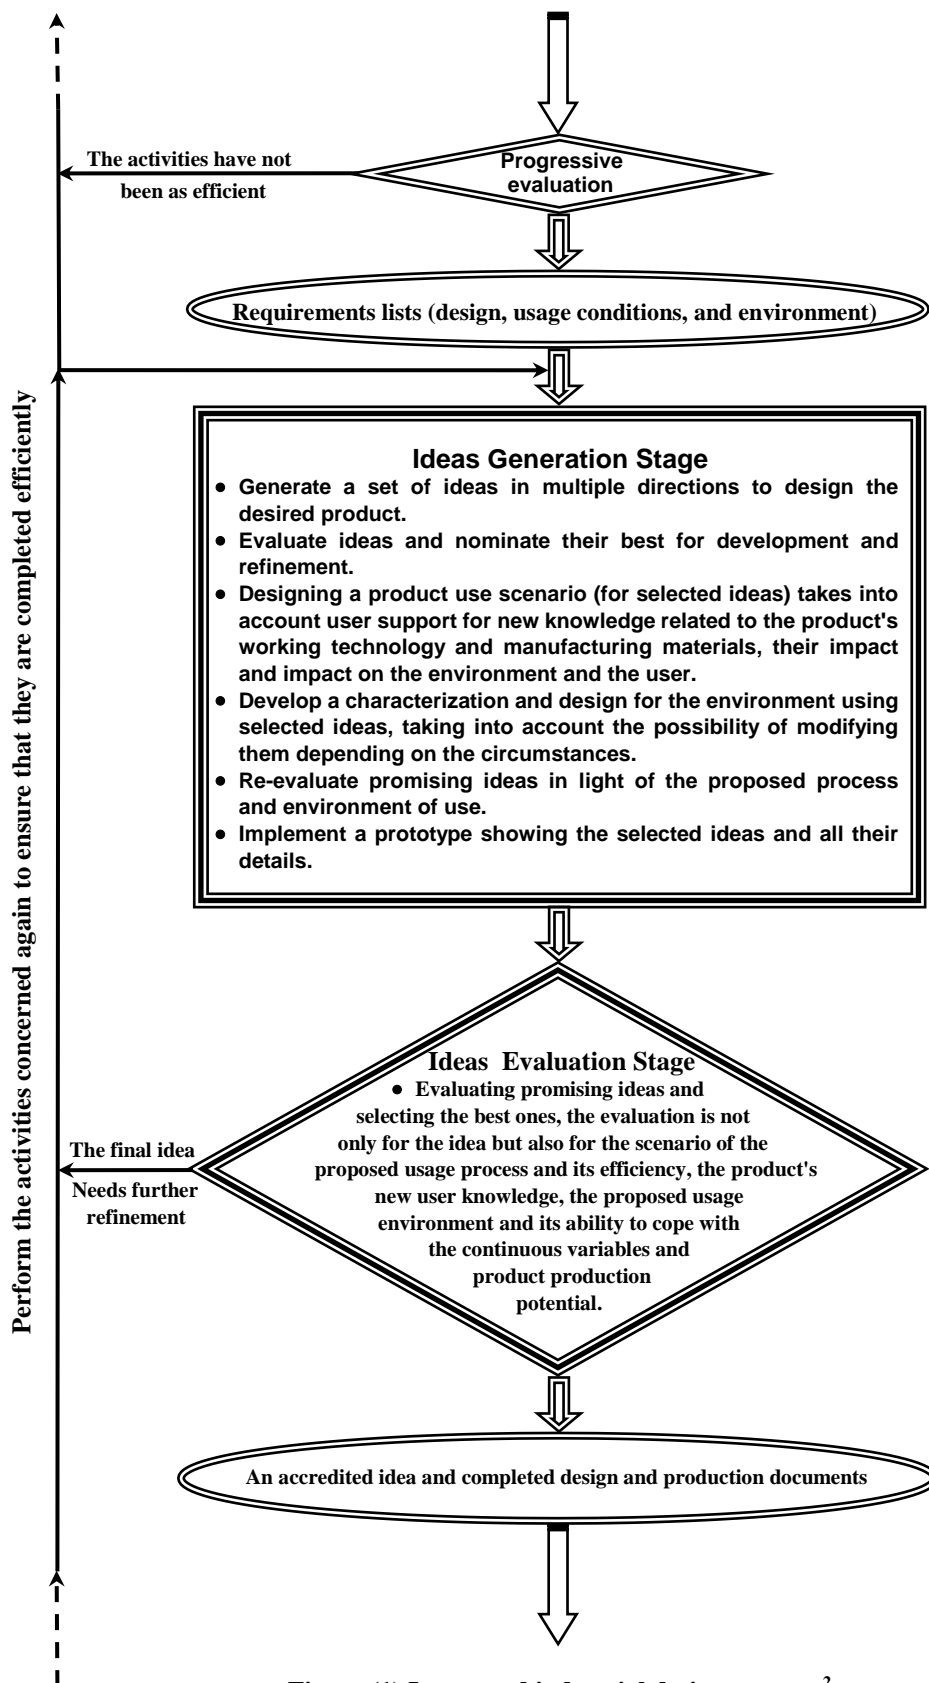 The activities have not
been as efficient
Progressive
evaluation
Requirements lists (design, usage conditions, and environment)
Perform the activities concerned again to ensure that they are completed efficiently
Ideas Generation Stage
● Generate a set of ideas in multiple directions to design the
desired product.
● Evaluate ideas and nominate their best for development and
refinement.
● Designing a product use scenario (for selected ideas) takes into
account user support for new knowledge related to the product's
working technology and manufacturing materials, their impact
and impact on the environment and the user.
● Develop a characterization and design for the environment using
selected ideas, taking into account the possibility of modifying
them depending on the circumstances.
● Re-evaluate promising ideas in light of the proposed process
and environment of use.
● Implement a prototype showing the selected ideas and all their
details.
Ideas Evaluation Stage
● Evaluating promising ideas and
selecting the best ones, the evaluation is not
only for the idea but also for the scenario of the
proposed usage process and its efficiency, the product's
new user knowledge, the proposed usage
environment and its ability to cope with
the continuous variables and
product production
potential.
The final idea
Needs further
refinement
An accredited idea and completed design and production documents